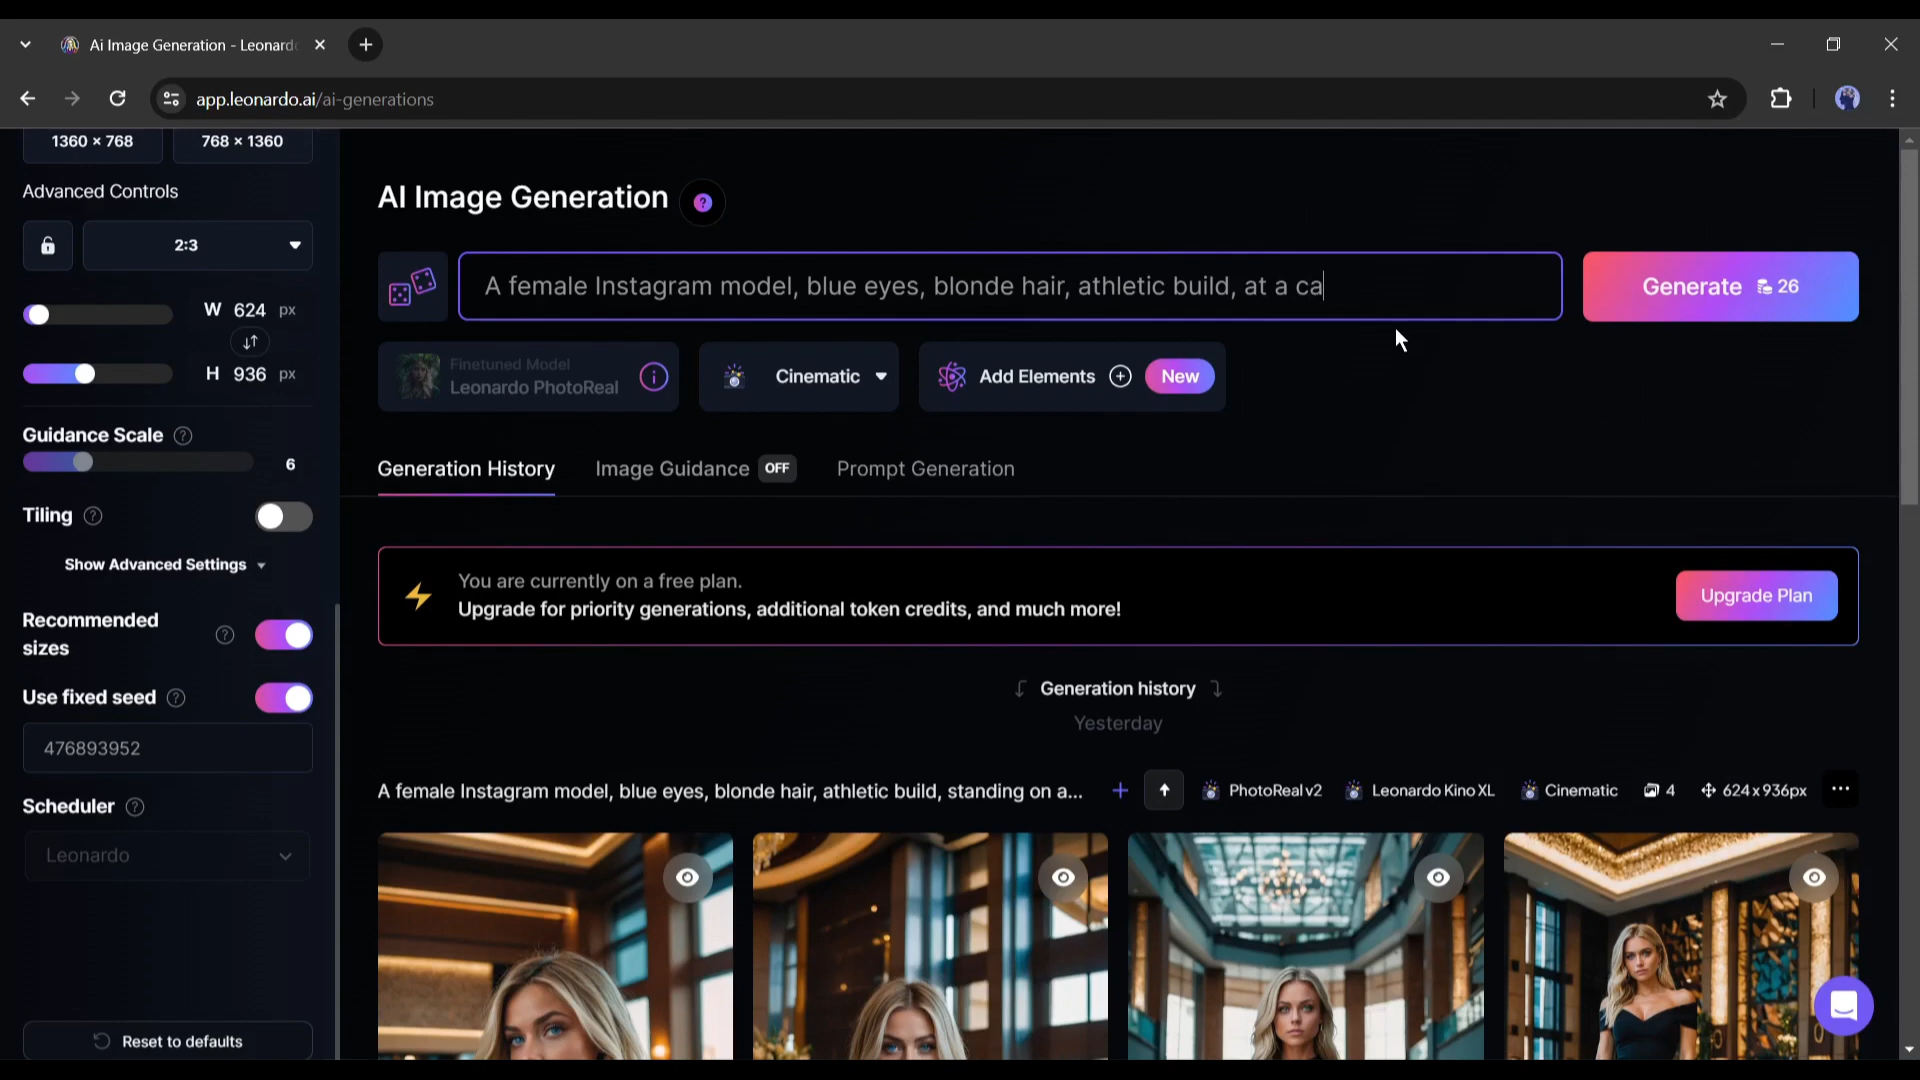 Ai Image Generation - Leonard
app.leonardo.ai/ai-generations
1360 × 768
768 × 1360
Advanced Controls
2:3
W 624 px
H 936 px
Guidance Scale ?
6
Tiling ?
Show Advanced Settings
Recommended
sizes ?
Use fixed seed ?
476893952
Scheduler ?
Leonardo
Reset to defaults
AI Image Generation ?
A female Instagram model, blue eyes, blonde hair, athletic build, at a ca
Generate 26
Finetuned Model
Leonardo PhotoReal
Cinematic
Add Elements
New
Generation History
Image Guidance OFF
Prompt Generation
You are currently on a free plan.
Upgrade for priority generations, additional token credits, and much more!
Upgrade Plan
Generation history
Yesterday
A female Instagram model, blue eyes, blonde hair, athletic build, standing on a...
PhotoReal v2
Leonardo Kino XL
Cinematic
4
624 x 936px